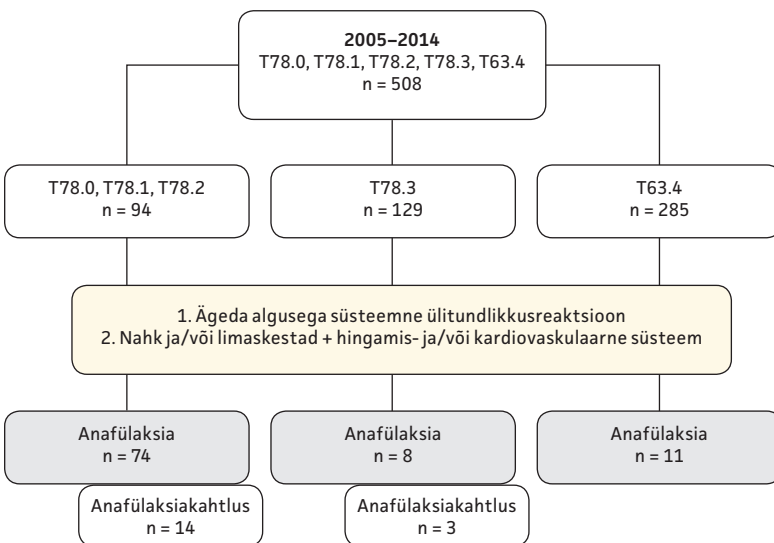 2005–2014
T78.0, T78.1, T78.2, T78.3, T63.4
n = 508
T78.0, T78.1, T78.2
n = 94
T78.3
n = 129
T63.4
n = 285
1. Ägeda algusega süsteemne ülitundlikkusreaktsioon
2. Nahk ja/või limaskestad + hingamis- ja/või kardiovaskulaarne süsteem
Anafülaksia
n = 74
Anafülaksia
n = 8
Anafülaksia
n = 11
Anafülaksiakahtlus
n = 14
Anafülaksiakahtlus
n = 3